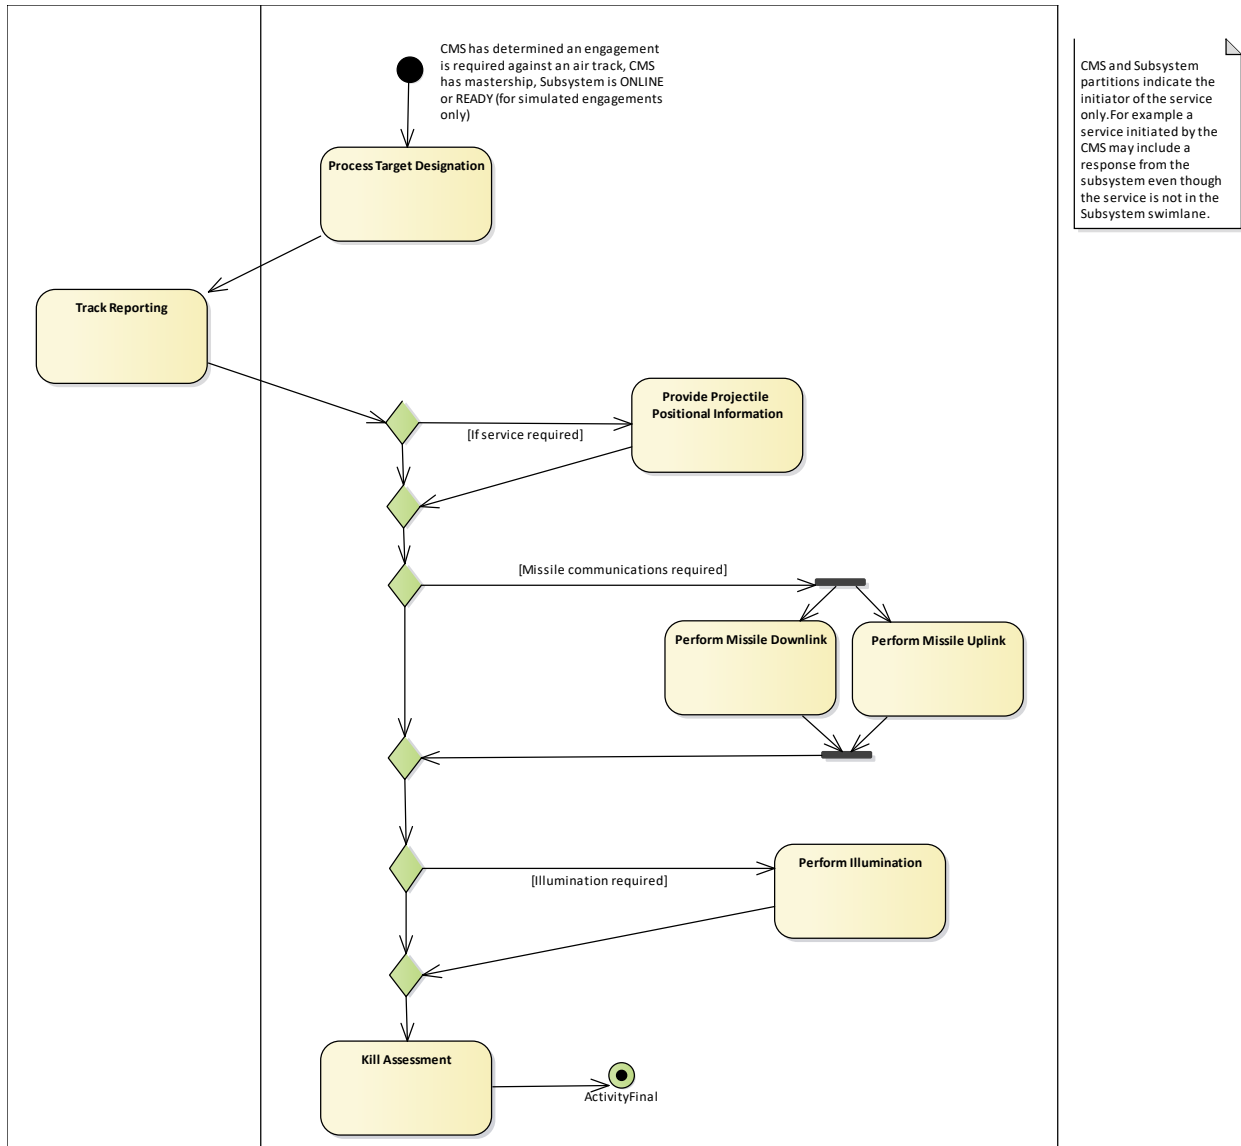 CMS has determined an engagement
is required against an air track, CMS
has mastership, Subsystem is ONLINE
or READY (for simulated engagements
only)
CMS and Subsystem
partitions indicate the
initiator of the service
only.For example a
service initiated by the
CMS may include a
response from the
subsystem even though
the service is not in the
Subsystem swimlane.
Process Target Designation
Track Reporting
Provide Projectile
Positional Information
[If service required]
[Missile communications required]
Perform Missile Downlink
Perform Missile Uplink
Perform Illumination
[Illumination required]
Kill Assessment
ActivityFinal